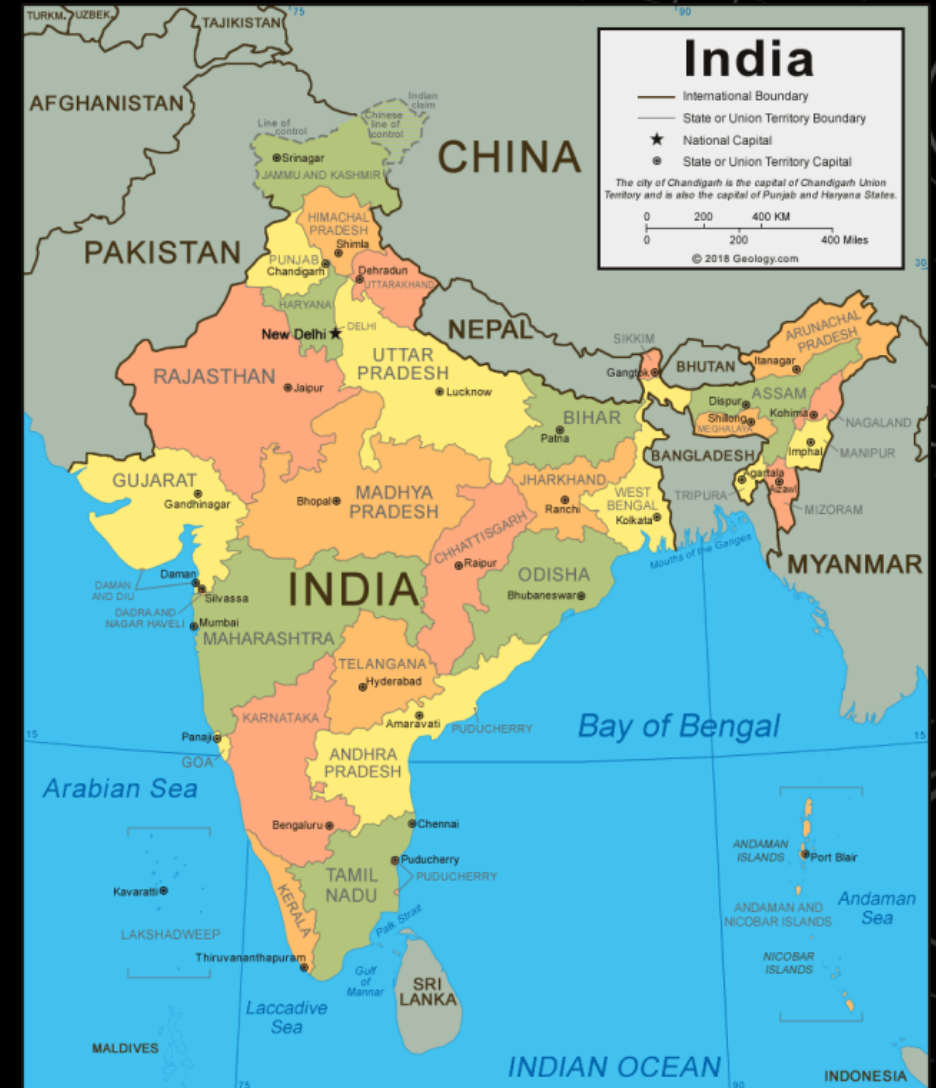 TURKM.
UZBEK.
TAJIKISTAN
75
90
AFGHANISTAN
Indian
claim
Chinese
line of
control
Line of
control
CHINA
Srinagar
JAMMU AND KASHMIR
India
International Boundary
State or Union Territory Boundary
National Capital
State or Union Territory Capital
The city of Chandigarh is the capital of Chandigarh Union
Territory and is also the capital of Punjab and Haryana States.
0 200 400 KM
0 200 400 Miles
© 2018 Geology.com
30
PAKISTAN
HIMACHAL
PRADESH
Shimla
PUNJAB
Chandigarh
Dehradun
UTTARAKHAND
HARYANA
New Delhi
DELHI
NEPAL
SIKKIM
Gangtok
BHUTAN
ARUNACHAL
PRADESH
Itanagar
RAJASTHAN
Jaipur
UTTAR
PRADESH
Lucknow
BIHAR
Patna
ASSAM
Dispur
Shillong
MEGHALAYA
Kohima
NAGALAND
Imphal
MANIPUR
BANGLADESH
Agartala
TRIPURA
Aizawl
MIZORAM
MYANMAR
GUJARAT
Gandhinagar
Bhopal
MADHYA
PRADESH
JHARKHAND
Ranchi
WEST
BENGAL
Kolkata
Mouths of the Ganges
CHHATTISGARH
Raipur
ODISHA
Bhubaneswar
INDIA
Daman
DAMAN
AND DIU
Silvassa
DADRA AND
NAGAR HAVELI
Mumbai
MAHARASHTRA
TELANGANA
Hyderabad
KARNATAKA
Amaravati
PUDUCHERRY
Bay of Bengal
15
15
Panaji
GOA
ANDHRA
PRADESH
Arabian Sea
Bengaluru
Chennai
Puducherry
PUDUCHERRY
TAMIL
NADU
KERALA
Kavaratti
LAKSHADWEEP
Thiruvananthapuram
Palk Strait
Gulf
of
Mannar
SRI
LANKA
Laccadive
Sea
MALDIVES
ANDAMAN
ISLANDS
Port Blair
ANDAMAN AND
NICOBAR ISLANDS
Andaman
Sea
NICOBAR
ISLANDS
INDIAN OCEAN
INDONESIA
75
90